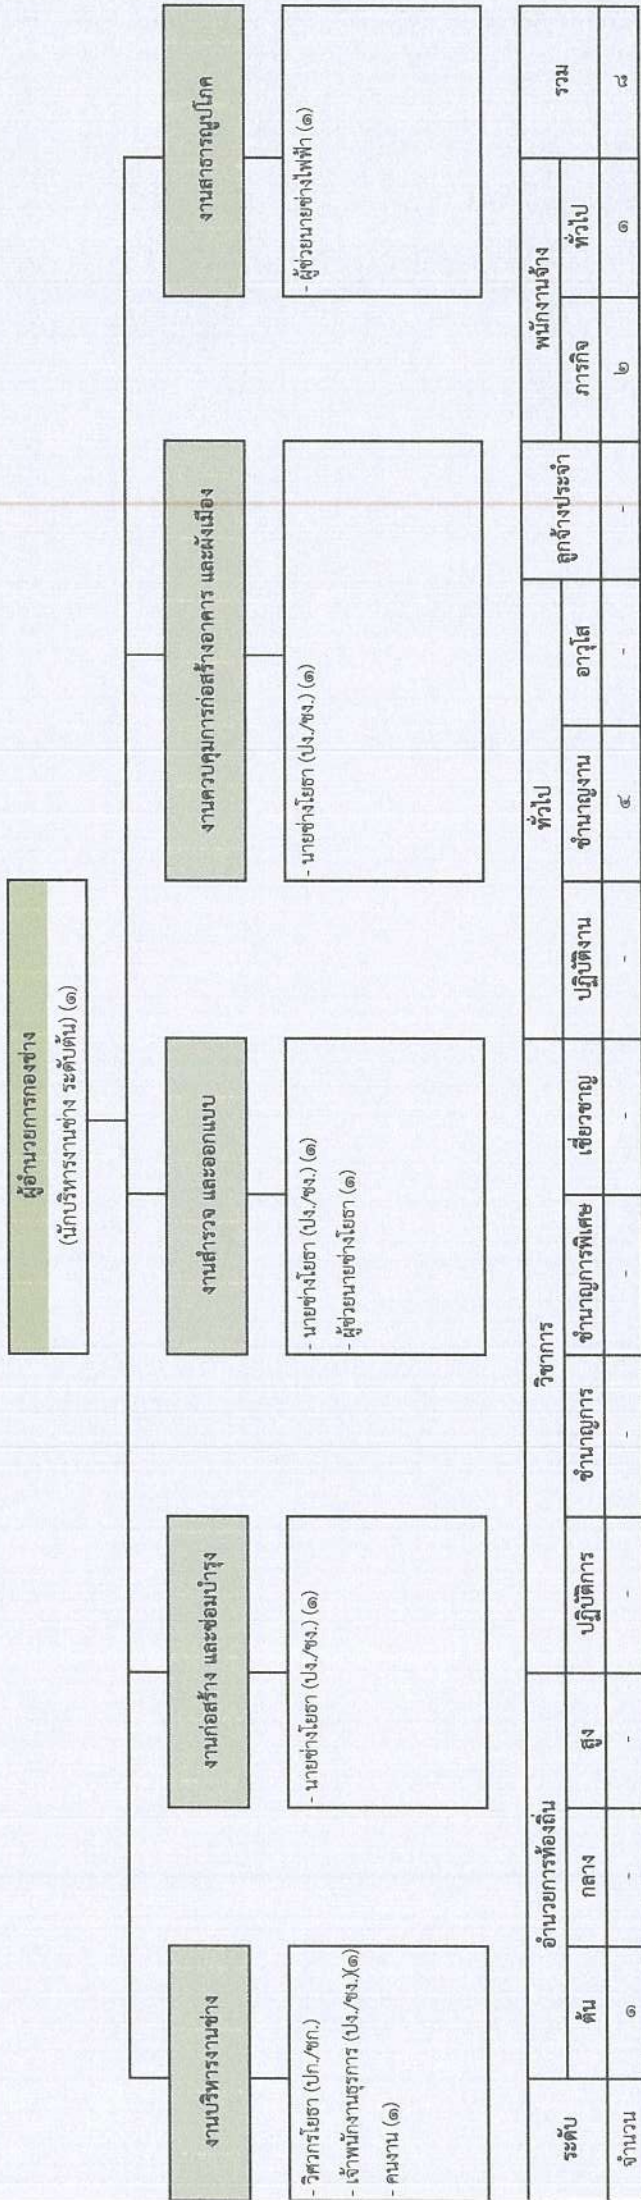 ผู้อำนวยการกองช่าง
(นักบริหารงานช่าง ระดับต้น) (๑)
งานบริหารงานช่าง
- วิศวกรโยธา (ปก./ชก.)
- เจ้าพนักงานธุรการ (ปง./ชง.)(๑)
- คนงาน (๑)
งานก่อสร้าง และซ่อมบำรุง
- นายช่างโยธา (ปง./ชง.) (๑)
งานสำรวจ และออกแบบ
- นายช่างโยธา (ปง./ชง.) (๑)
- ผู้ช่วยนายช่างโยธา (๑)
งานควบคุมการก่อสร้างอาคาร และผังเมือง
- นายช่างโยธา (ปง./ชง.) (๑)
งานสาธารณูปโภค
- ผู้ช่วยนายช่างไฟฟ้า (๑)
ระดับ อำนวยการท้องถิ่น วิชาการ ทั่วไป ลูกจ้างประจำ พนักงานจ้าง รวม
ต้น กลาง สูง ปฏิบัติการ ชำนาญการ ชำนาญการพิเศษ เชี่ยวชาญ ปฏิบัติงาน ชำนาญงาน อาวุโส ภารกิจ ทั่วไป
จำนวน ๑ - - - - - - - ๔ - - ๒ ๑ ๘